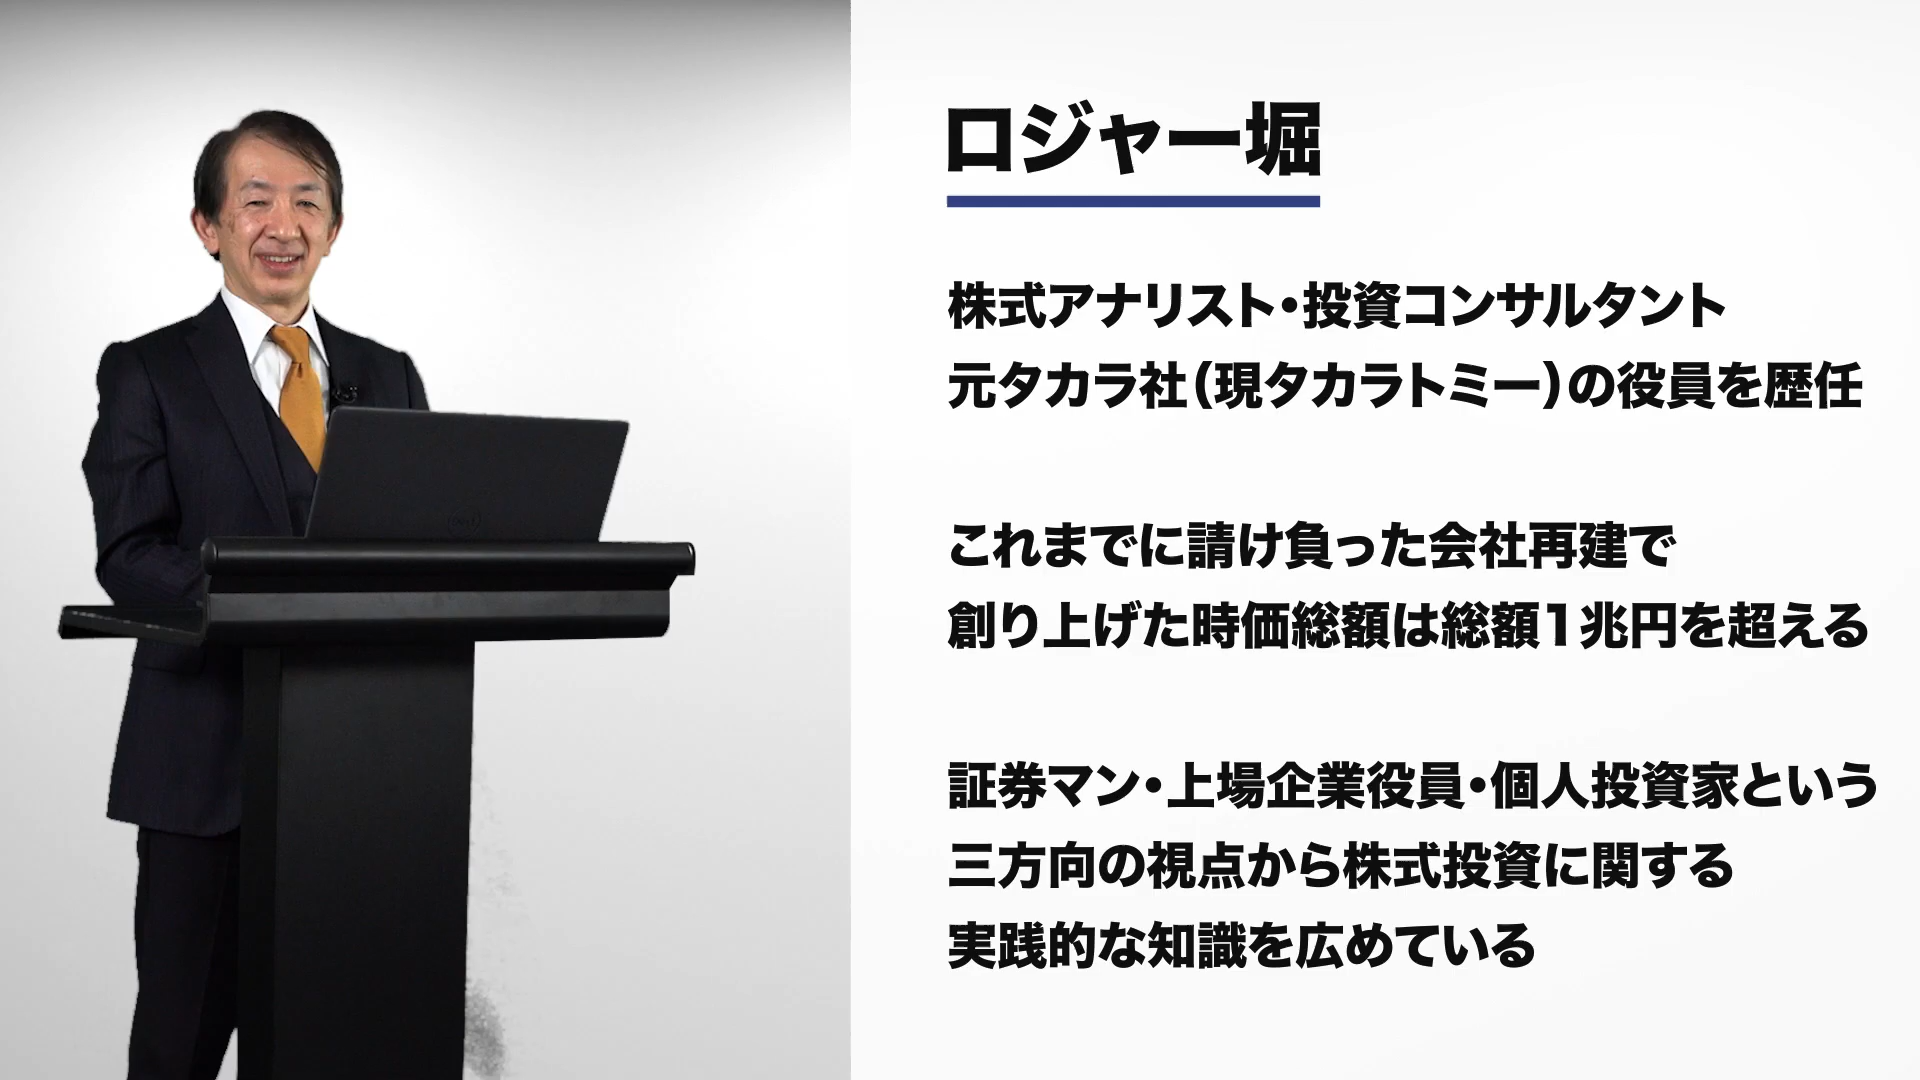 ロジャー堀
株式アナリスト・投資コンサルタント
元タカラ社(現タカラトミー)の役員を歴任
これまでに請け負った会社再建で
創り上げた時価総額は総額1兆円を超える
証券マン・上場企業役員・個人投資家という
三方向の視点から株式投資に関する
実践的な知識を広めている
DELL